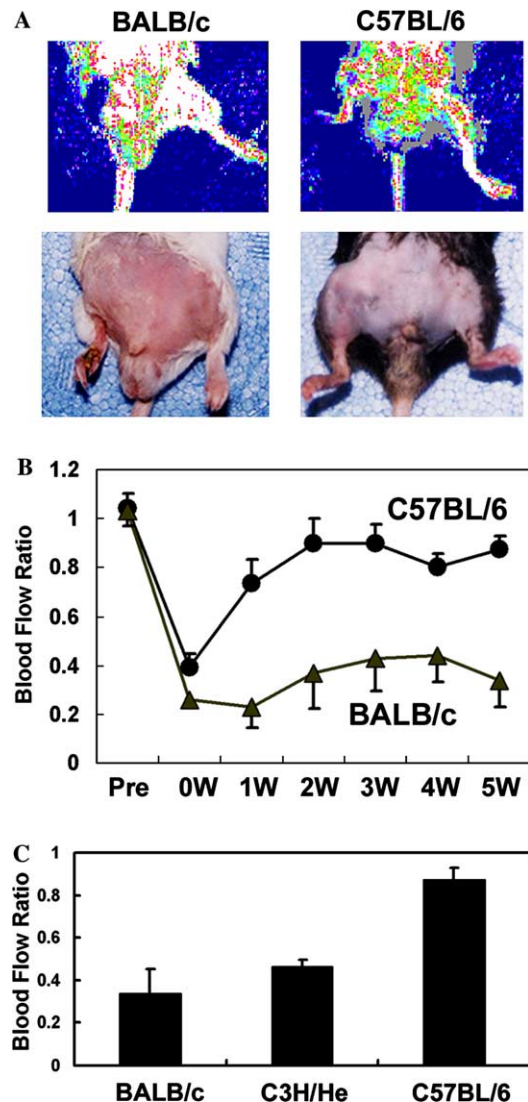 A
BALB/c
C57BL/6
B
Blood Flow Ratio
1.2
1
0.8
0.6
0.4
0.2
0
C57BL/6
BALB/c
Pre 0W 1W 2W 3W 4W 5W
C
Blood Flow Ratio
1
0.8
0.6
0.4
0.2
0
BALB/c C3H/He C57BL/6